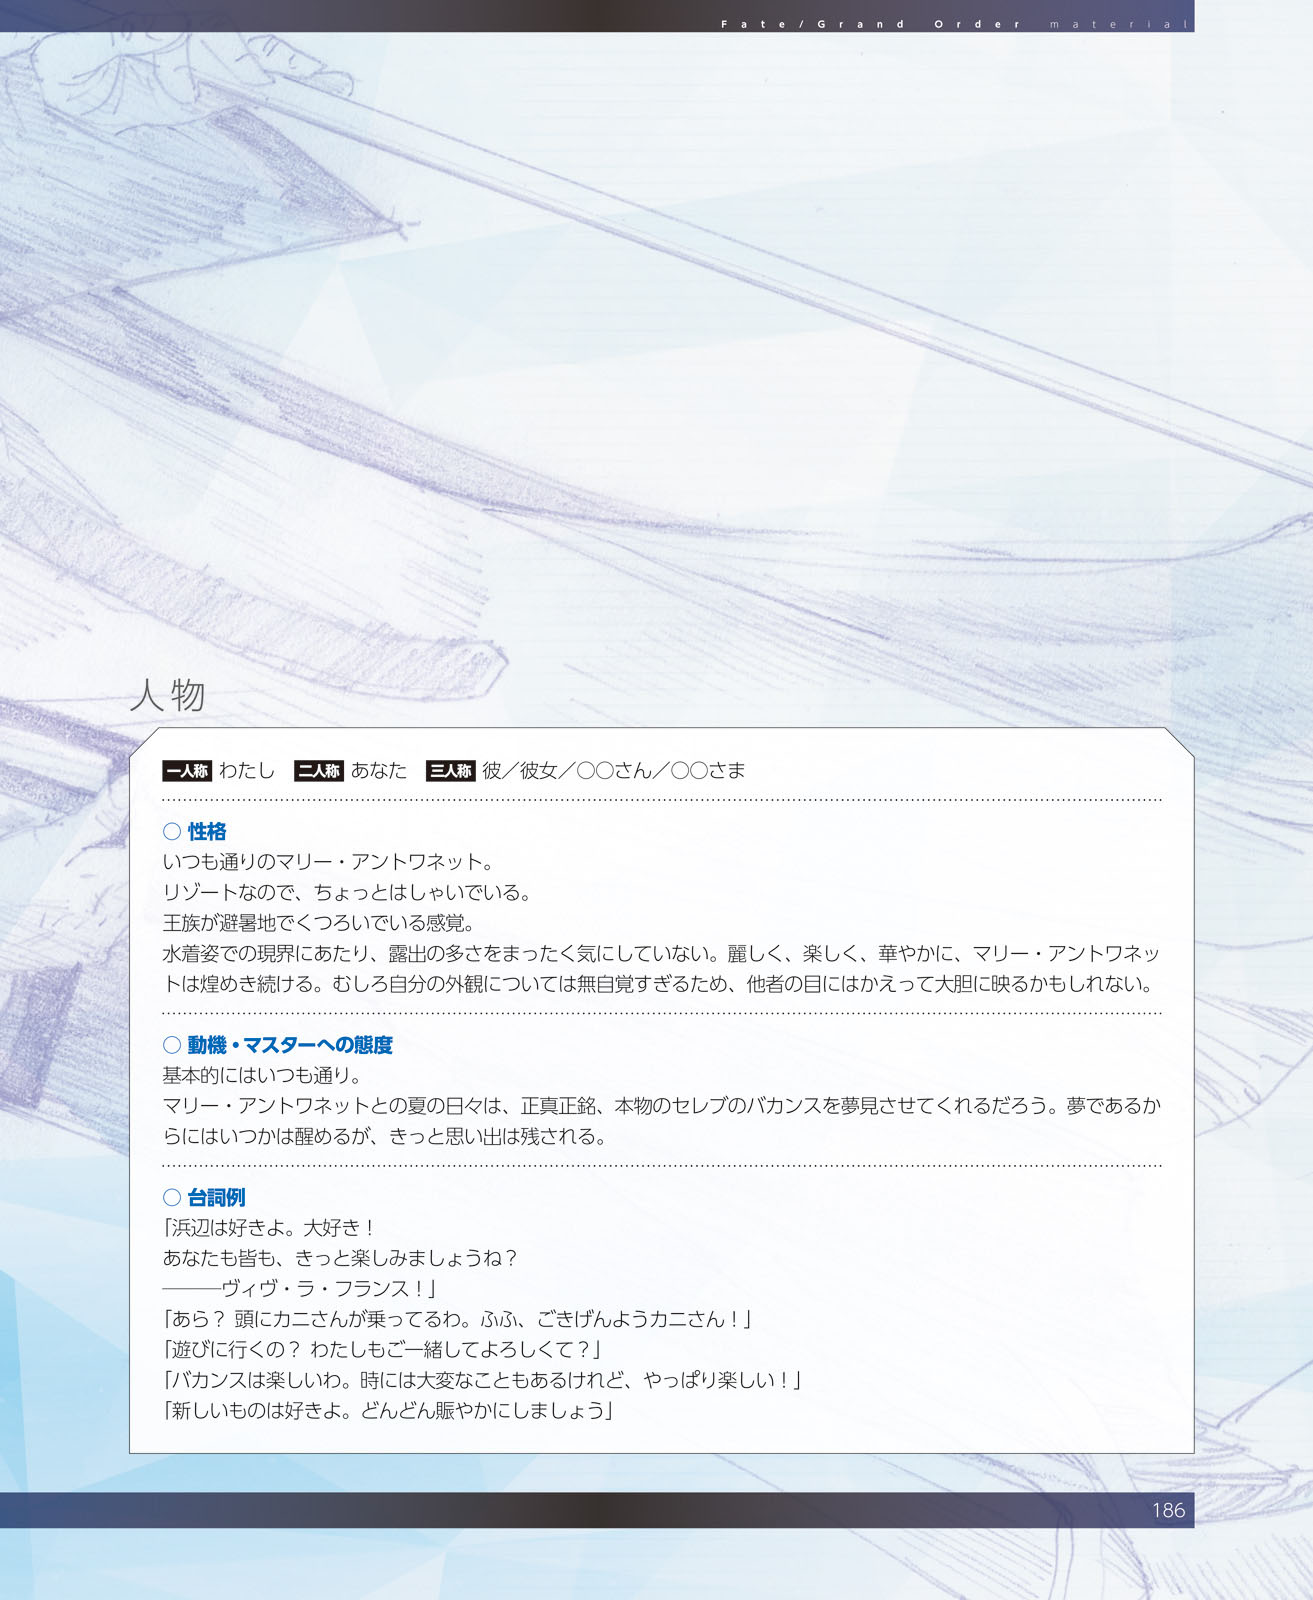 Fate/Grand Order material
人物
一人称 わたし 二人称 あなた 三人称 彼／彼女／○○さん／○○さま
○ 性格
いつも通りのマリー・アントワネット。
リゾートなので、ちょっとはしゃいでいる。
王族が避暑地でくつろいでいる感覚。
水着姿での現界にあたり、露出の多さをまったく気にしていない。麗しく、楽しく、華やかに、マリー・アントワネッ
トは煌めき続ける。むしろ自分の外観については無自覚すぎるため、他者の目にはかえって大胆に映るかもしれない。
○ 動機・マスターへの態度
基本的にはいつも通り。
マリー・アントワネットとの夏の日々は、正真正銘、本物のセレブのバカンスを夢見させてくれるだろう。夢であるか
らにはいつかは醒めるが、きっと思い出は残される。
○ 台詞例
「浜辺は好きよ。大好き！
あなたも皆も、きっと楽しみましょうね？
―――ヴィヴ・ラ・フランス！」
「あら？ 頭にカニさんが乗ってるわ。ふふ、ごきげんようカニさん！」
「遊びに行くの？ わたしもご一緒してよろしくて？」
「バカンスは楽しいわ。時には大変なこともあるけれど、やっぱり楽しい！」
「新しいものは好きよ。どんどん賑やかにしましょう」
186